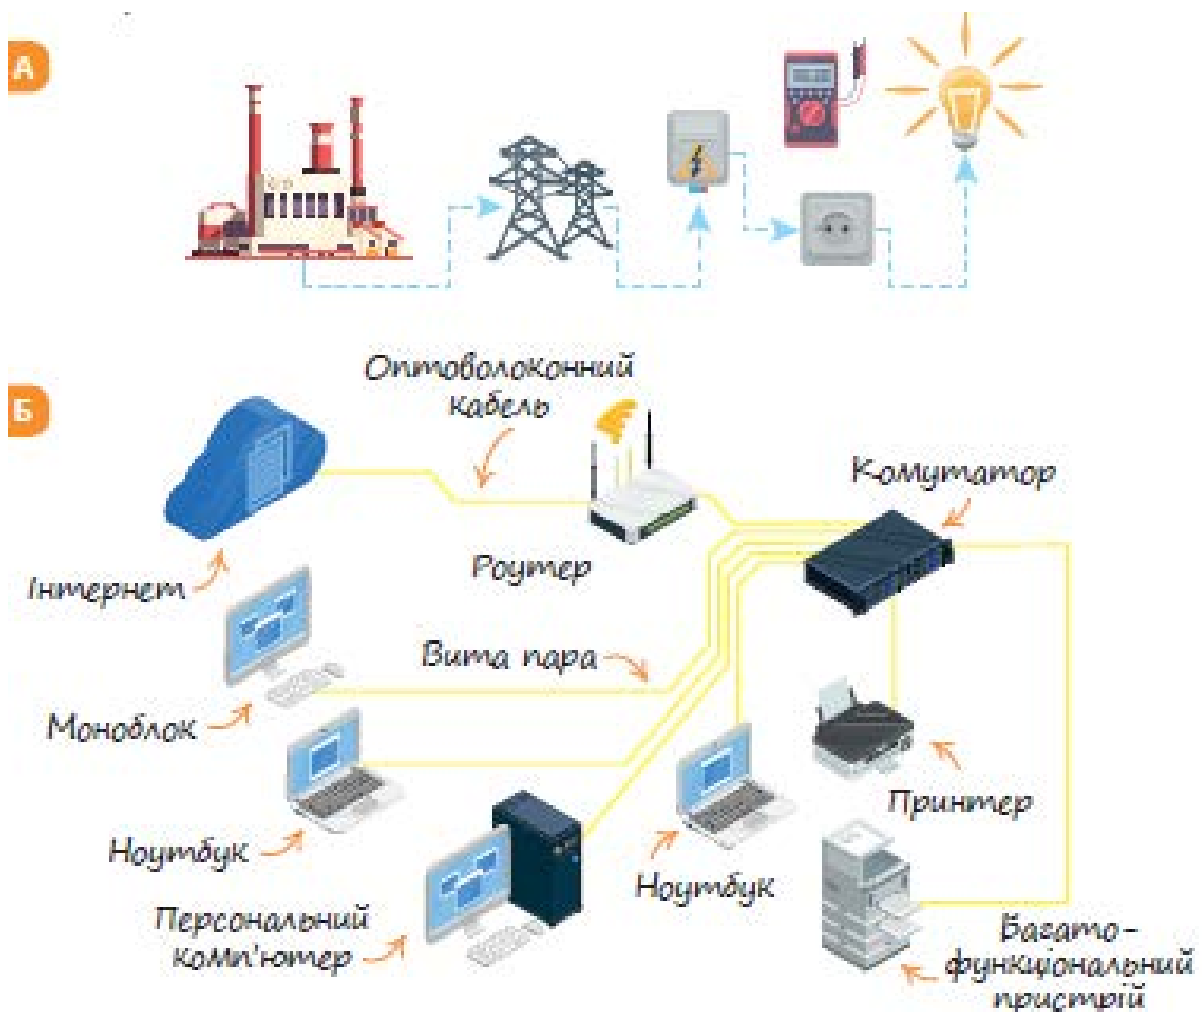 А
Б
Оптоволоконний
кабель
Комутатор
Роутер
Інтернет
Вита пара
Моноблок
Принтер
Ноутбук
Ноутбук
Персональний
комп'ютер
Багато-
функціональний
пристрій